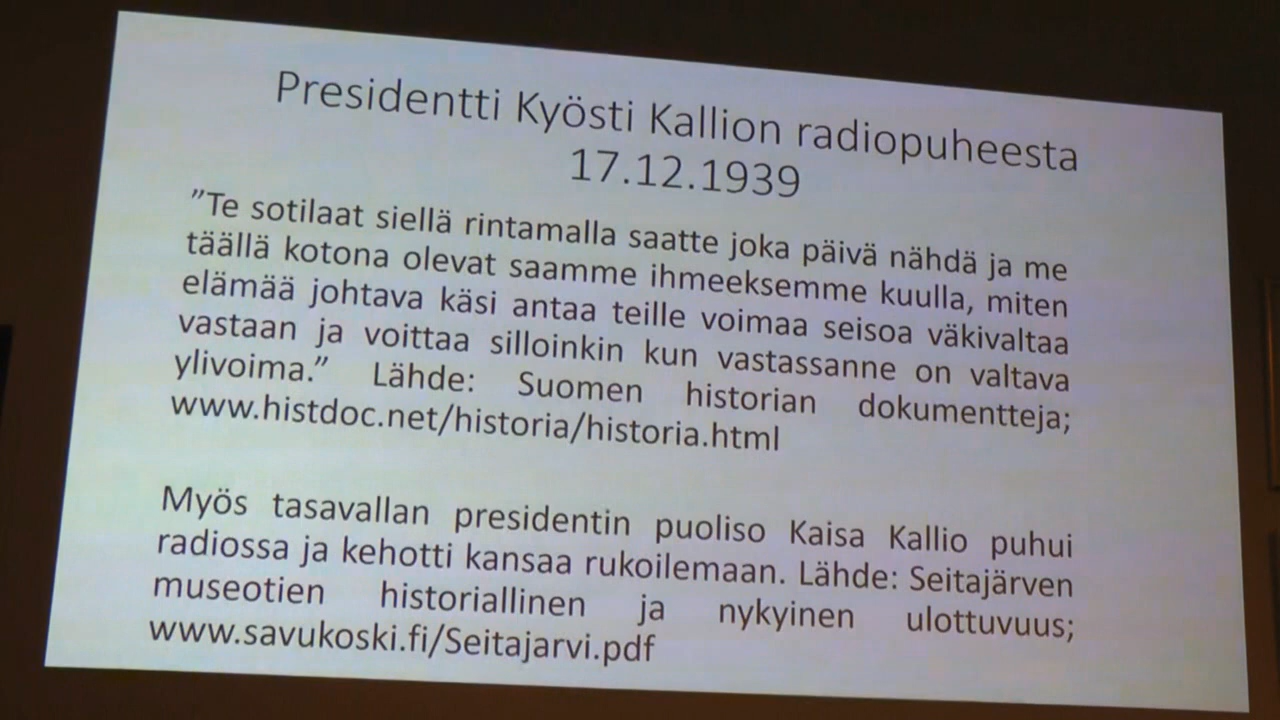 Presidentti Kyösti Kallion radiopuheesta
17.12.1939
”Te sotilaat siellä rintamalla saatte joka päivä nähdä ja me
täällä kotona olevat saamme ihmeeksemme kuulla, miten
elämää johtava käsi antaa teille voimaa seisoa väkivaltaa
vastaan ja voittaa silloinkin kun vastassanne on valtava
ylivoima.” Lähde: Suomen historian dokumentteja;
www.histdoc.net/historia/historia.html
Myös tasavallan presidentin puoliso Kaisa Kallio puhui
radiossa ja kehotti kansaa rukoilemaan. Lähde: Seitajärven
museotien historiallinen ja nykyinen ulottuvuus;
www.savukoski.fi/Seitajarvi.pdf